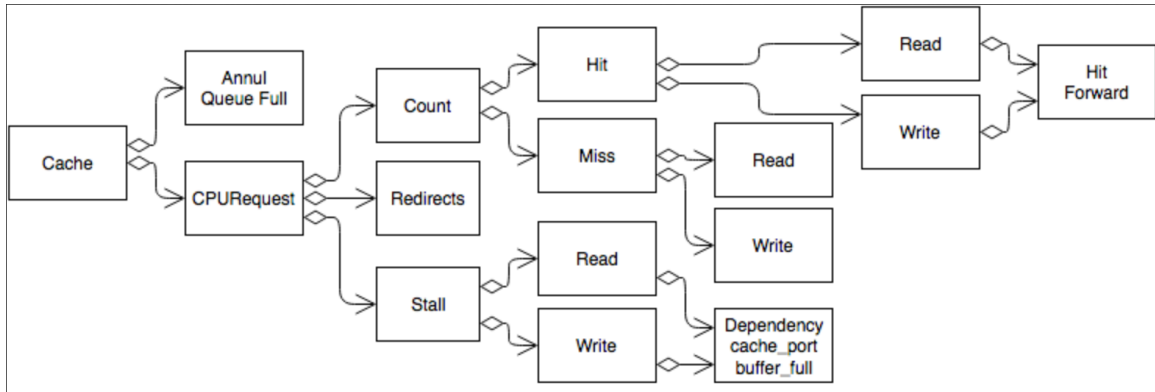 Cache
Annul
Queue Full
CPURequest
Count
Redirects
Stall
Hit
Miss
Read
Write
Read
Write
Dependency
cache_port
buffer_full
Read
Write
Hit
Forward